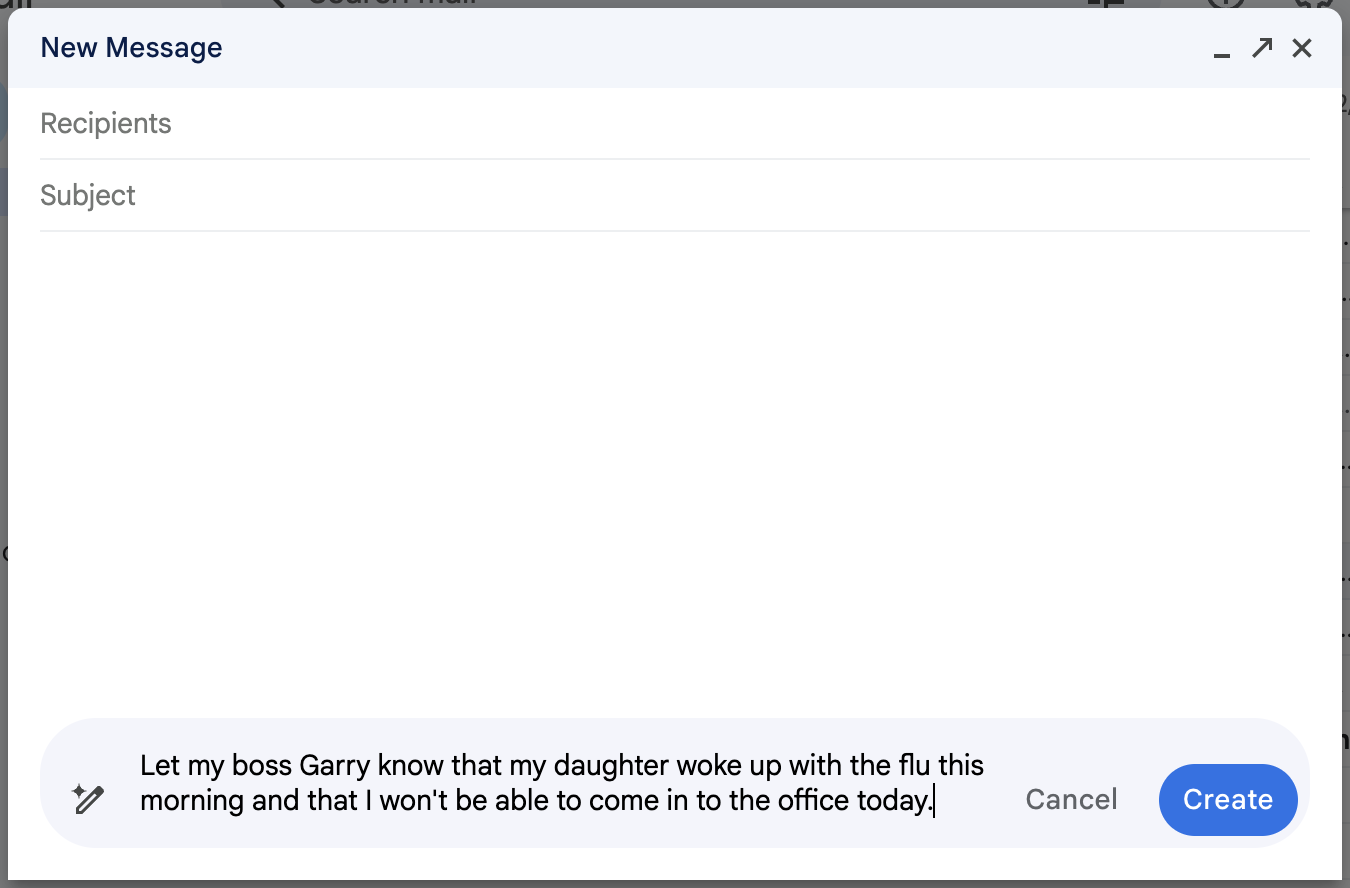 New Message
Recipients
Subject
Let my boss Garry know that my daughter woke up with the flu this
morning and that I won't be able to come in to the office today.
Cancel
Create